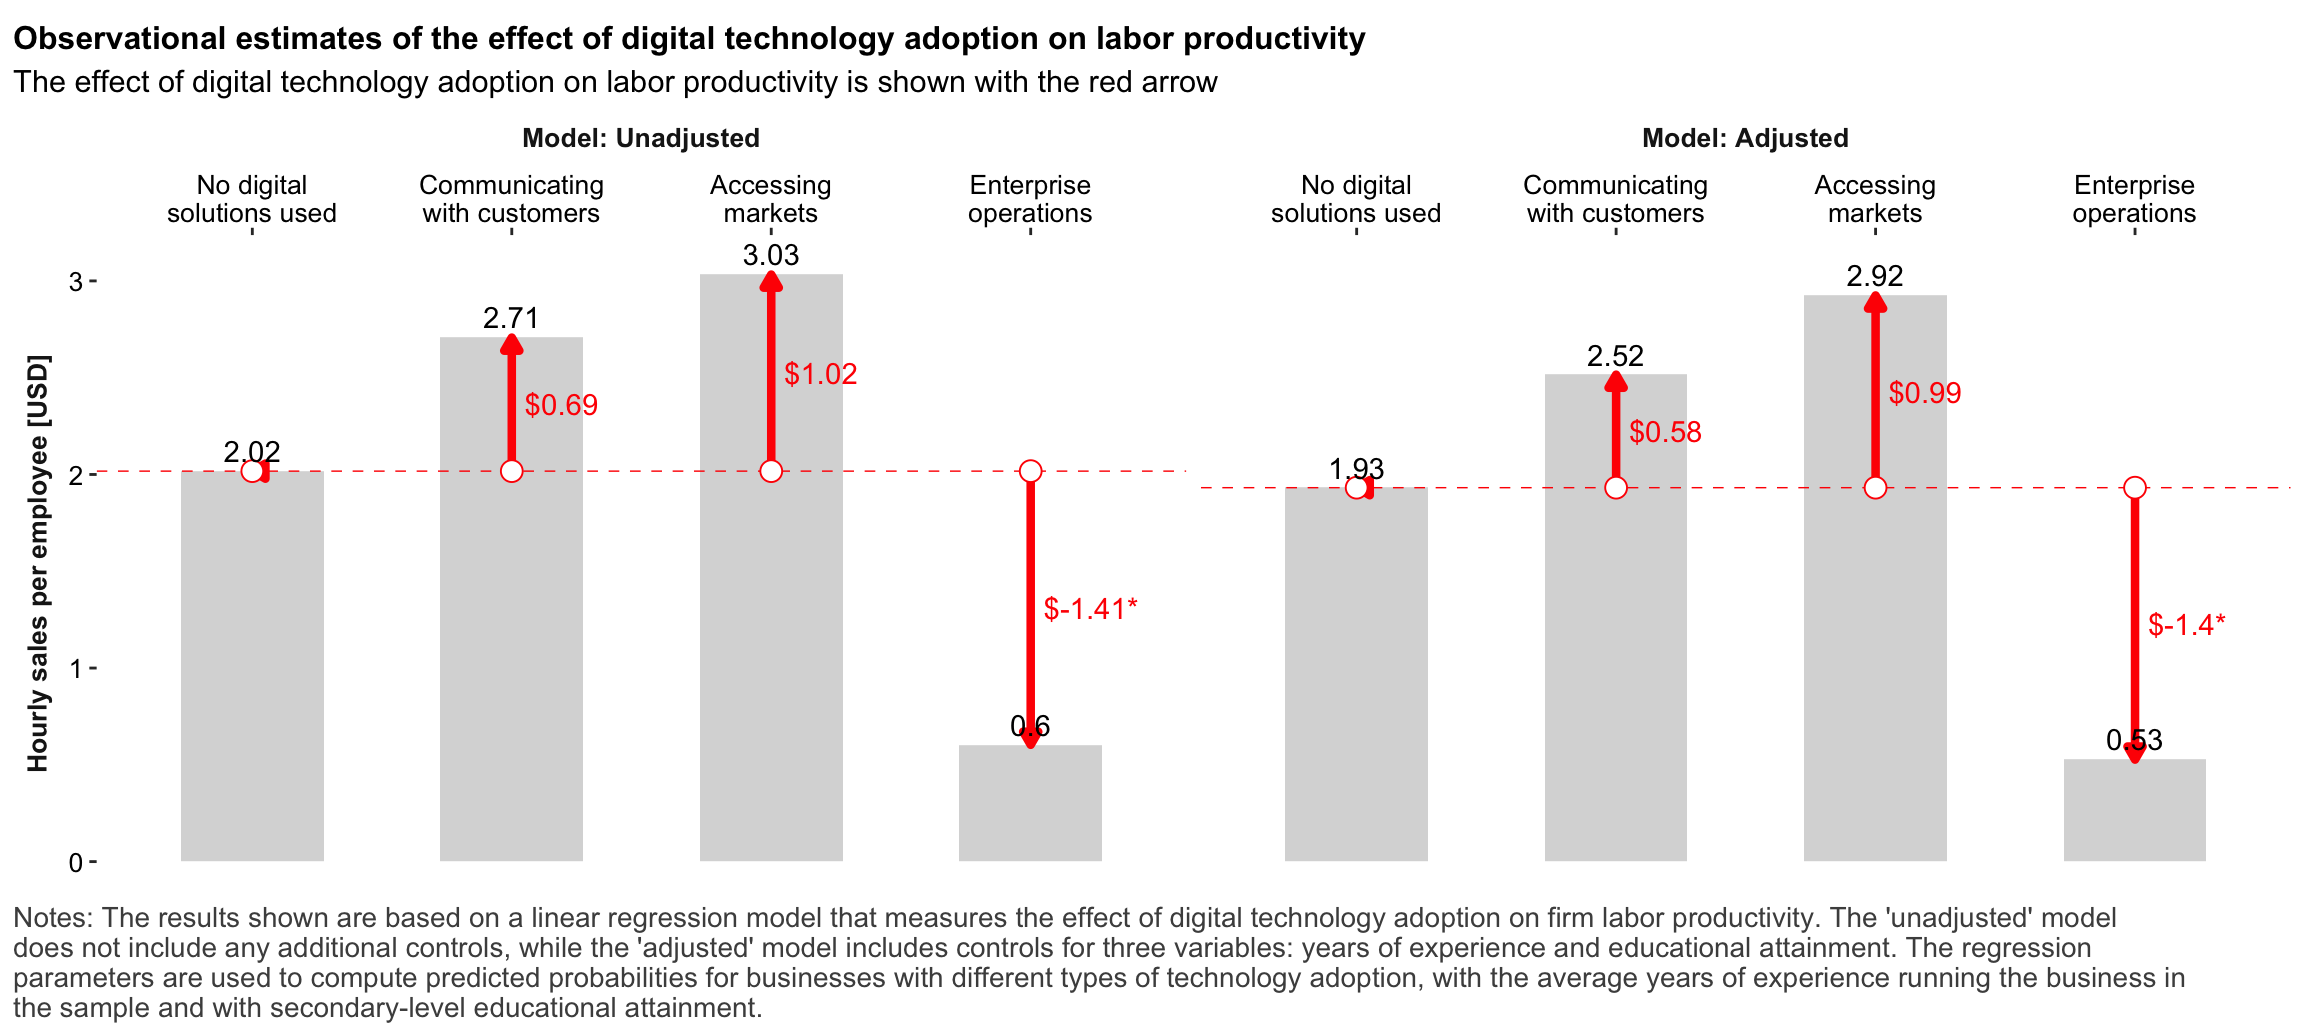 Observational estimates of the effect of digital technology adoption on labor productivity
The effect of digital technology adoption on labor productivity is shown with the red arrow
Model: Unadjusted
Model: Adjusted
No digital
solutions used
Communicating
with customers
Accessing
markets
Enterprise
operations
No digital
solutions used
Communicating
with customers
Accessing
markets
Enterprise
operations
Hourly sales per employee [USD]
3
2
1
0
2.02
2.71
$0.69
3.03
$1.02
$-1.41*
0.6
1.93
2.52
$0.58
2.92
$0.99
$-1.4*
0.53
Notes: The results shown are based on a linear regression model that measures the effect of digital technology adoption on firm labor productivity. The 'unadjusted' model
does not include any additional controls, while the 'adjusted' model includes controls for three variables: years of experience and educational attainment. The regression
parameters are used to compute predicted probabilities for businesses with different types of technology adoption, with the average years of experience running the business in
the sample and with secondary-level educational attainment.